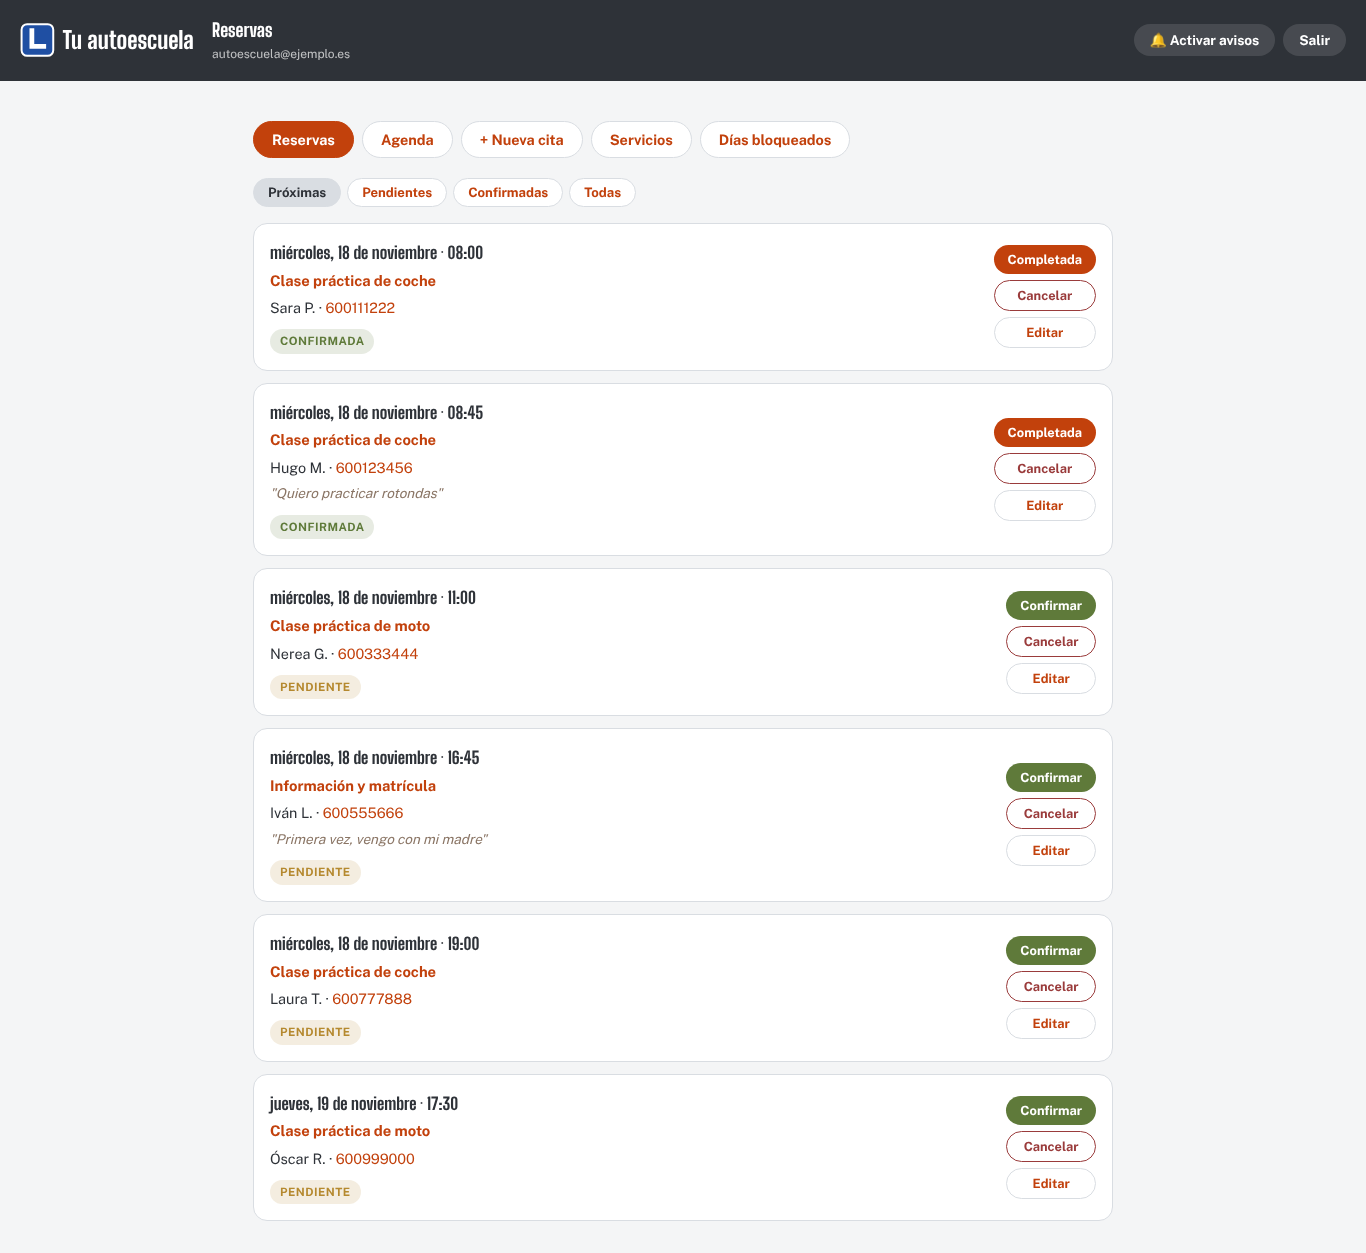 L Tu autoescuela
Reservas
autoescuela@ejemplo.es
🔔 Activar avisos
Salir
Reservas
Agenda
+ Nueva cita
Servicios
Días bloqueados
Próximas
Pendientes
Confirmadas
Todas
miércoles, 18 de noviembre · 08:00
Clase práctica de coche
Sara P. · 600111222
CONFIRMADA
Completada
Cancelar
Editar
miércoles, 18 de noviembre · 08:45
Clase práctica de coche
Hugo M. · 600123456
"Quiero practicar rotondas"
CONFIRMADA
Completada
Cancelar
Editar
miércoles, 18 de noviembre · 11:00
Clase práctica de moto
Nerea G. · 600333444
PENDIENTE
Confirmar
Cancelar
Editar
miércoles, 18 de noviembre · 16:45
Información y matrícula
Iván L. · 600555666
"Primera vez, vengo con mi madre"
PENDIENTE
Confirmar
Cancelar
Editar
miércoles, 18 de noviembre · 19:00
Clase práctica de coche
Laura T. · 600777888
PENDIENTE
Confirmar
Cancelar
Editar
jueves, 19 de noviembre · 17:30
Clase práctica de moto
Óscar R. · 600999000
PENDIENTE
Confirmar
Cancelar
Editar